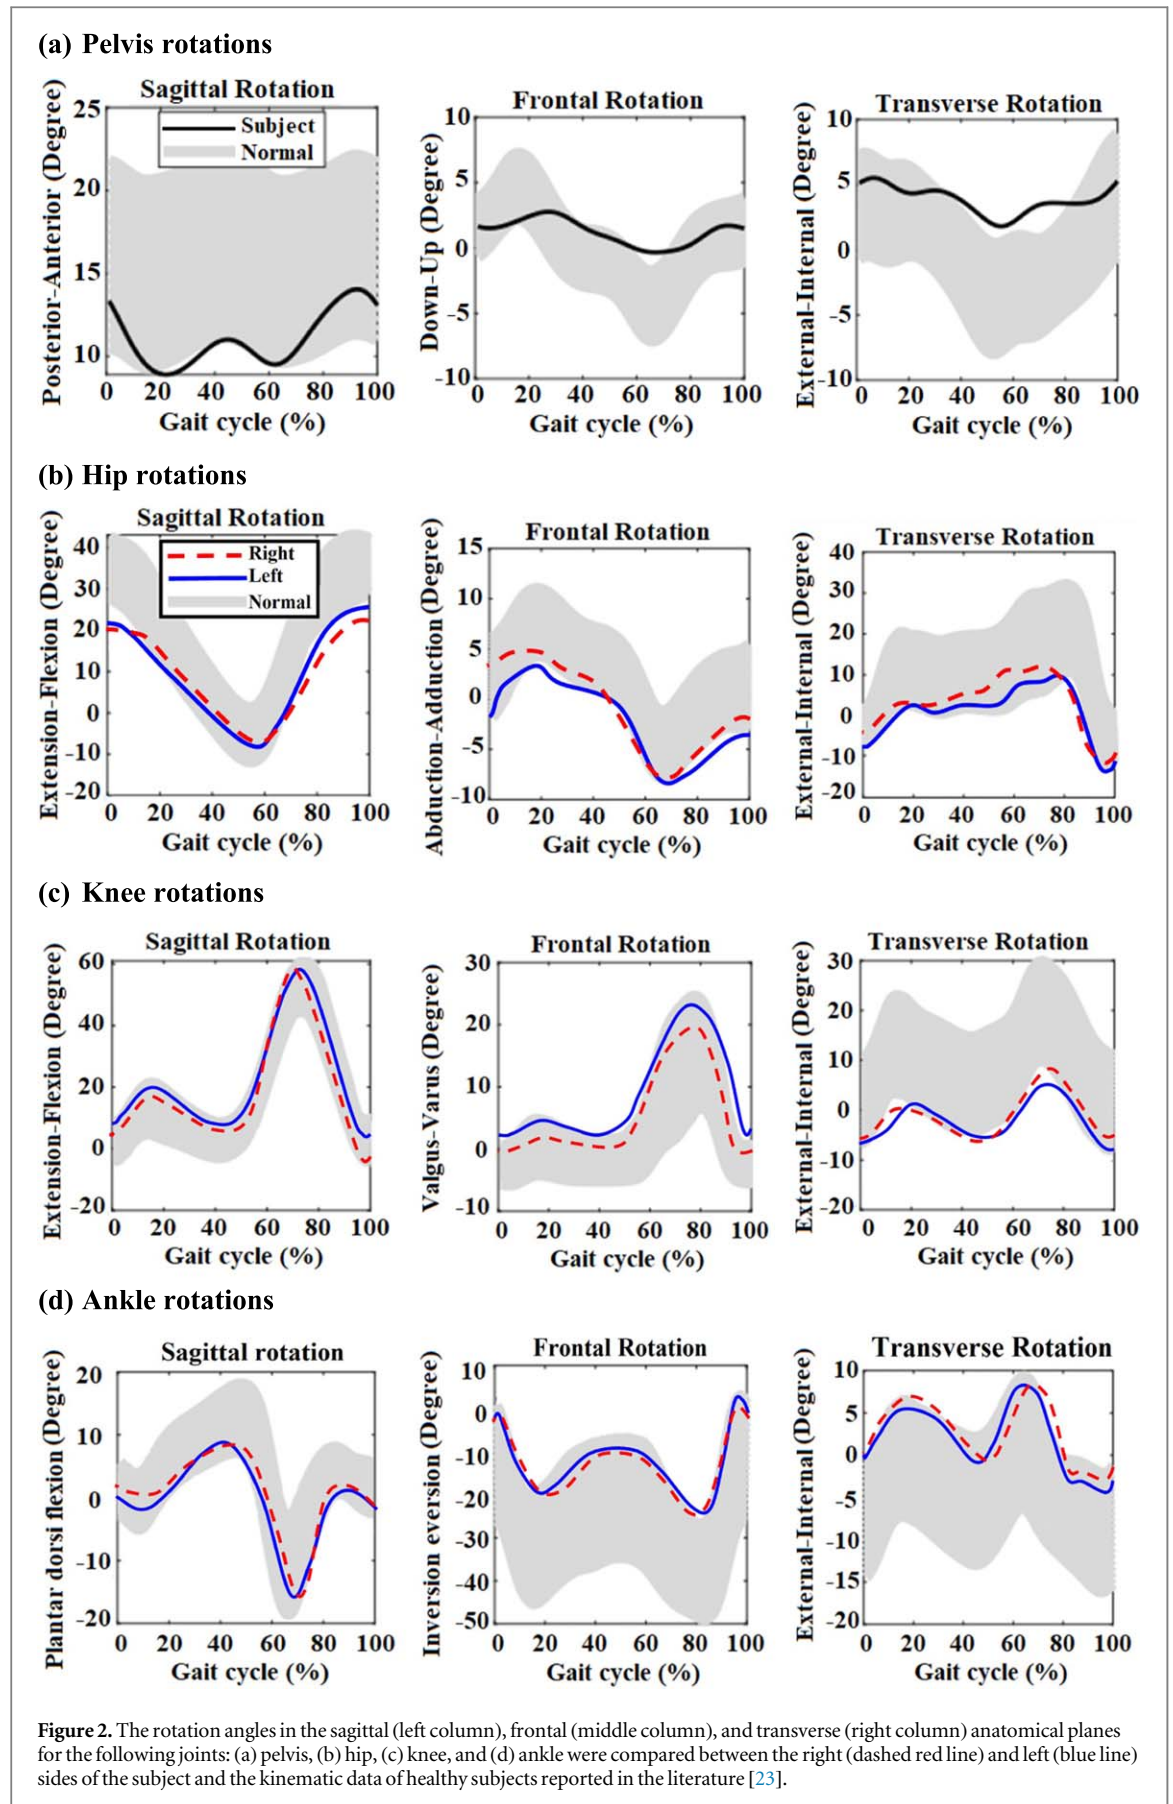 (a) Pelvis rotations
Sagittal Rotation
Posterior-Anterior (Degree)
25
20
15
10
Subject
Normal
0 20 40 60 80 100
Gait cycle (%)
Frontal Rotation
Down-Up (Degree)
10
5
0
-5
-10
0 20 40 60 80 100
Gait cycle (%)
Transverse Rotation
External-Internal (Degree)
10
5
0
-5
-10
0 20 40 60 80 100
Gait cycle (%)
(b) Hip rotations
Sagittal Rotation
Extension-Flexion (Degree)
40
30
20
10
0
-10
-20
Right
Left
Normal
0 20 40 60 80 100
Gait cycle (%)
Frontal Rotation
Abduction-Adduction (Degree)
15
10
5
0
-5
-10
0 20 40 60 80 100
Gait cycle (%)
Transverse Rotation
External-Internal (Degree)
40
30
20
10
0
-10
-20
0 20 40 60 80 100
Gait cycle (%)
(c) Knee rotations
Sagittal Rotation
Extension-Flexion (Degree)
60
40
20
0
-20
0 20 40 60 80 100
Gait cycle (%)
Frontal Rotation
Valgus-Varus (Degree)
30
20
10
0
-10
0 20 40 60 80 100
Gait cycle (%)
Transverse Rotation
External-Internal (Degree)
30
20
10
0
-10
-20
0 20 40 60 80 100
Gait cycle (%)
(d) Ankle rotations
Sagittal rotation
Plantar dorsi flexion (Degree)
20
10
0
-10
-20
0 20 40 60 80 100
Gait cycle (%)
Frontal Rotation
Inversion eversion (Degree)
10
0
-10
-20
-30
-40
-50
0 20 40 60 80 100
Gait cycle (%)
Transverse Rotation
External-Internal (Degree)
10
5
0
-5
-10
-15
-20
0 20 40 60 80 100
Gait cycle (%)
Figure 2. The rotation angles in the sagittal (left column), frontal (middle column), and transverse (right column) anatomical planes
for the following joints: (a) pelvis, (b) hip, (c) knee, and (d) ankle were compared between the right (dashed red line) and left (blue line)
sides of the subject and the kinematic data of healthy subjects reported in the literature [23].